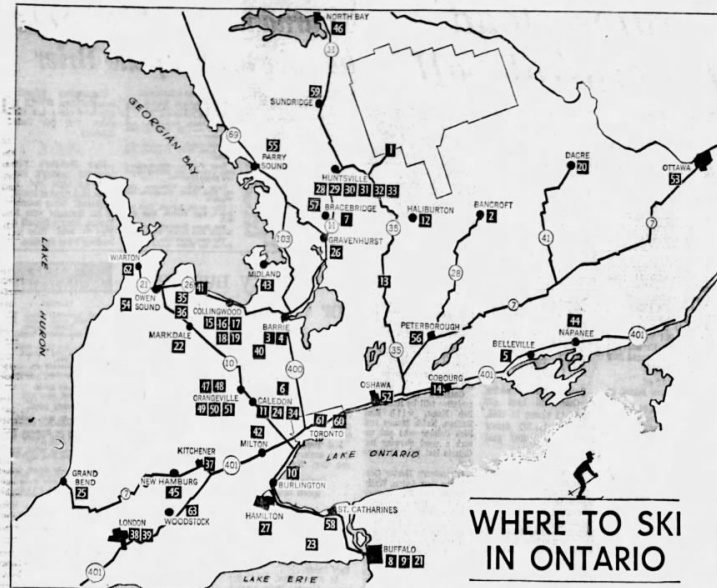 NORTH BAY
46
11
59
SUNDRIDGE
GEORGIAN BAY
69
55
PARRY SOUND
1
HUNTSVILLE
28 29 30 31 32 33
DACRE
20
OTTAWA
53
57
BRACEBRIDGE
7
HALIBURTON
12
BANCROFT
2
11
GRAVENHURST
26
35
103
41
7
LAKE HURON
WIARTON
62
21
26
41
MIDLAND
43
13
28
OWEN SOUND
54
35
36
COLLINGWOOD
15 16 17
18 19
BARRIE
3 4
40
7
MARKDALE
22
PETERBOROUGH
56
44
NAPANEE
401
BELLEVILLE
5
10
400
35
47 48
ORANGEVILLE
49 50 51
6
CALEDON
11 24 34
OSHAWA
52
COBOURG
14
401
61 60
TORONTO
42
MILTON
LAKE ONTARIO
KITCHENER
37
401
GRAND BEND
25
7
NEW HAMBURG
45
10
BURLINGTON
63
WOODSTOCK
HAMILTON
27
ST. CATHARINES
58
LONDON
38 39
23
BUFFALO
8 9 21
401
LAKE ERIE
WHERE TO SKI
IN ONTARIO